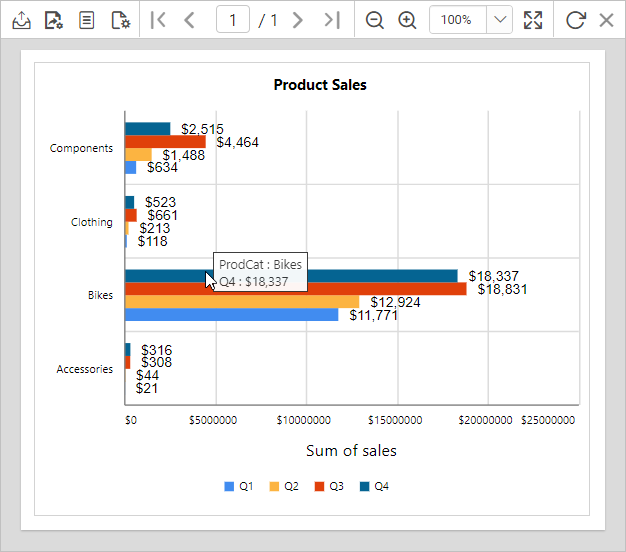 1 / 1 100%
Product Sales
Components
$2,515
$4,464
$1,488
$634
Clothing
$523
$661
$213
$118
ProdCat : Bikes
Q4 : $18,337
Bikes
$18,337
$18,831
$12,924
$11,771
Accessories
$316
$308
$44
$21
$0 $5000000 $10000000 $15000000 $20000000 $25000000
Sum of sales
Q1 Q2 Q3 Q4